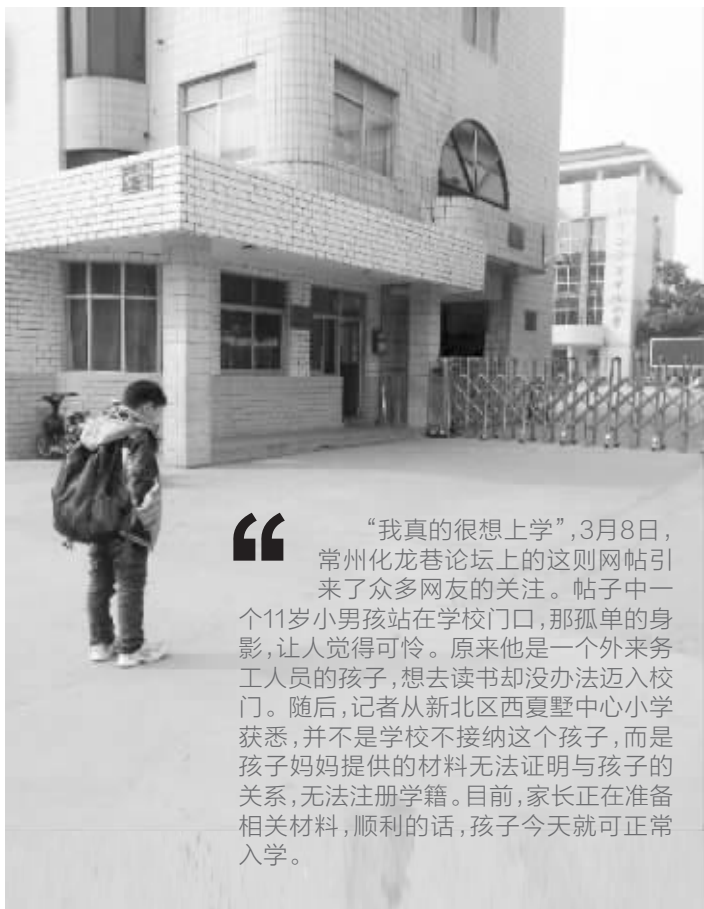 “我真的很想上学”,3月8日,
常州化龙巷论坛上的这则网帖引
来了众多网友的关注。帖子中一
个11岁小男孩站在学校门口,那孤单的身
影,让人觉得可怜。原来他是一个外来务
工人员的孩子,想去读书却没办法迈入校
门。随后,记者从新北区西夏墅中心小学
获悉,并不是学校不接纳这个孩子,而是
孩子妈妈提供的材料无法证明与孩子的
关系,无法注册学籍。目前,家长正在准备
相关材料,顺利的话,孩子今天就可正常
入学。